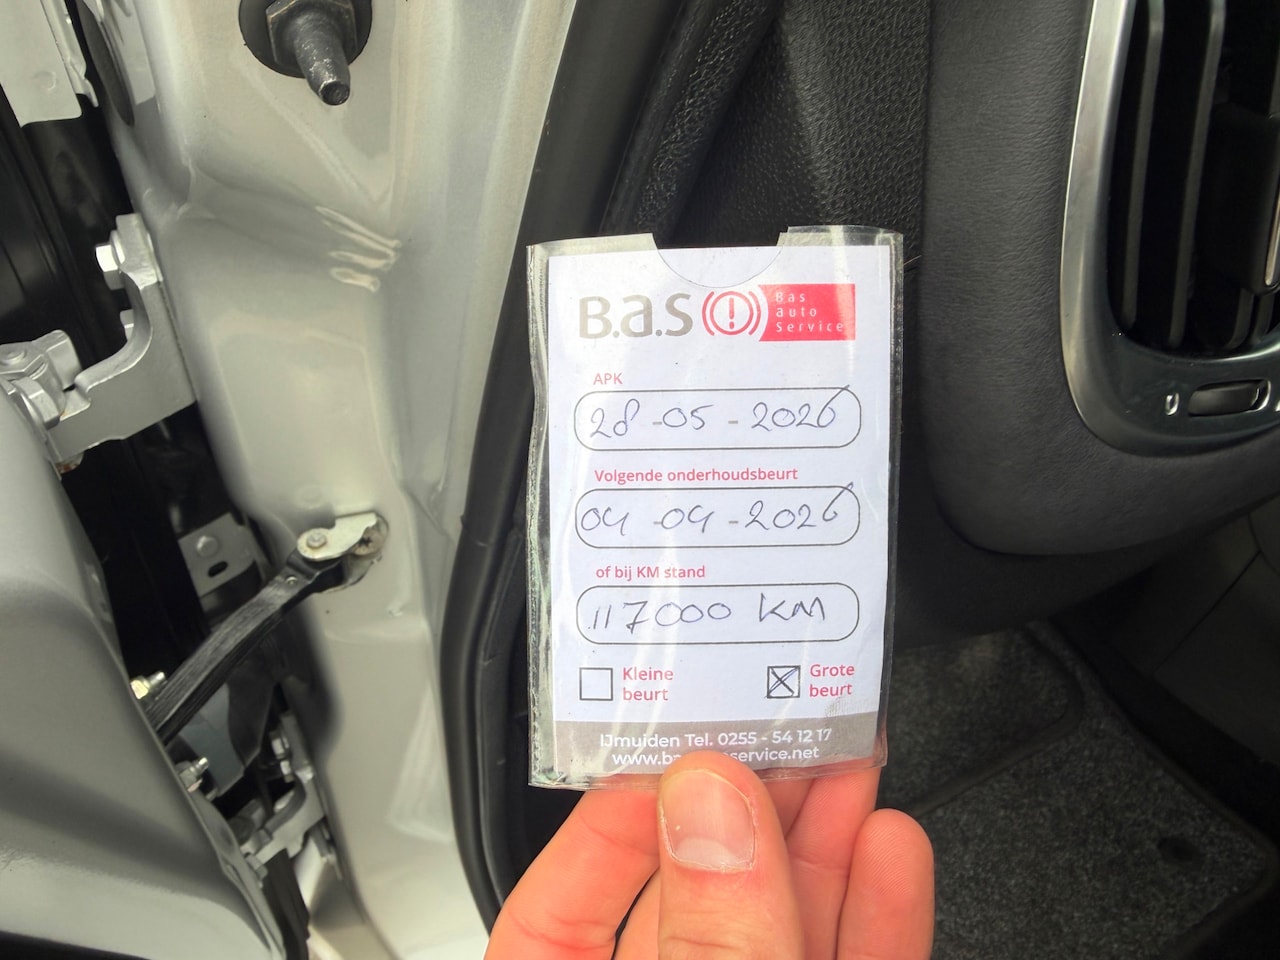 B.a.s
Bas
auto
Service
APK
28-05-2026
Volgende onderhoudsbeurt
04-04-2026
of bij KM stand
117000 KM
Kleine
beurt
Grote
beurt
IJmuiden Tel. 0255 - 54 12 17